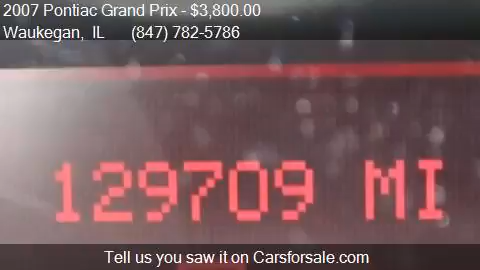 2007 Pontiac Grand Prix - $3,800.00
Waukegan, IL (847) 782-5786
129709 MI
Tell us you saw it on Carsforsale.com